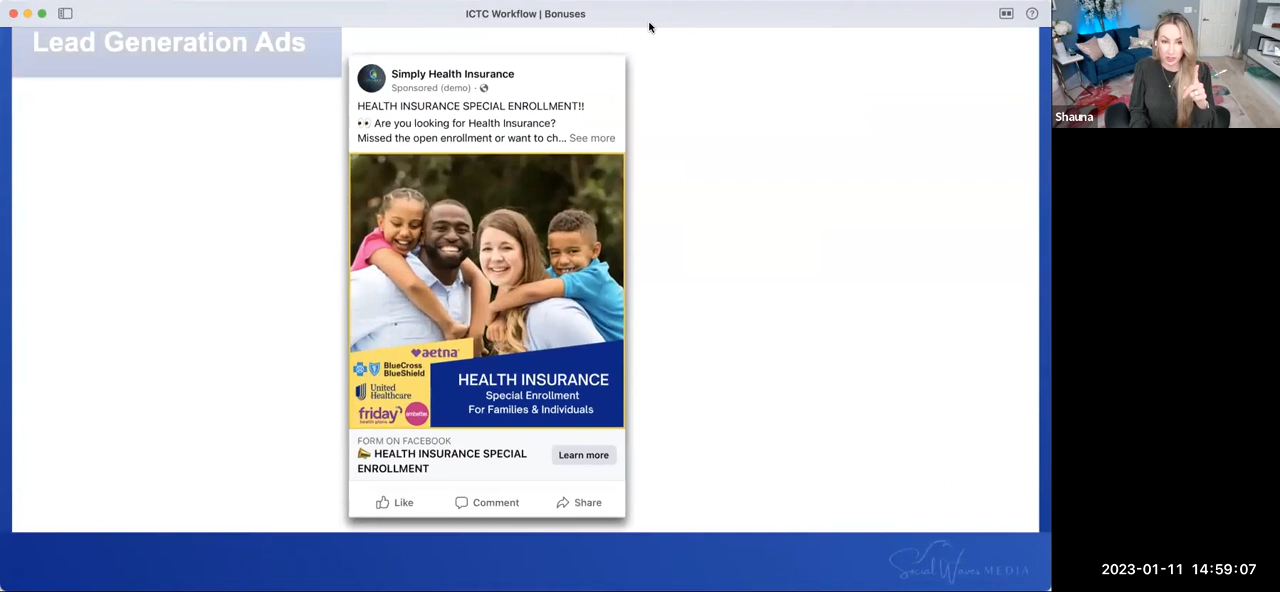 ICTC Workflow | Bonuses
Lead Generation Ads
Simply Health Insurance
Sponsored (demo) ·
HEALTH INSURANCE SPECIAL ENROLLMENT!!
👀 Are you looking for Health Insurance?
Missed the open enrollment or want to ch... See more
aetna
BlueCross
BlueShield
United
Healthcare
friday
health plans
ambetter
HEALTH INSURANCE
Special Enrollment
For Families & Individuals
FORM ON FACEBOOK
HEALTH INSURANCE SPECIAL
ENROLLMENT
Learn more
Like
Comment
Share
Social Waves MEDIA
Shauna
2023-01-11 14:59:07